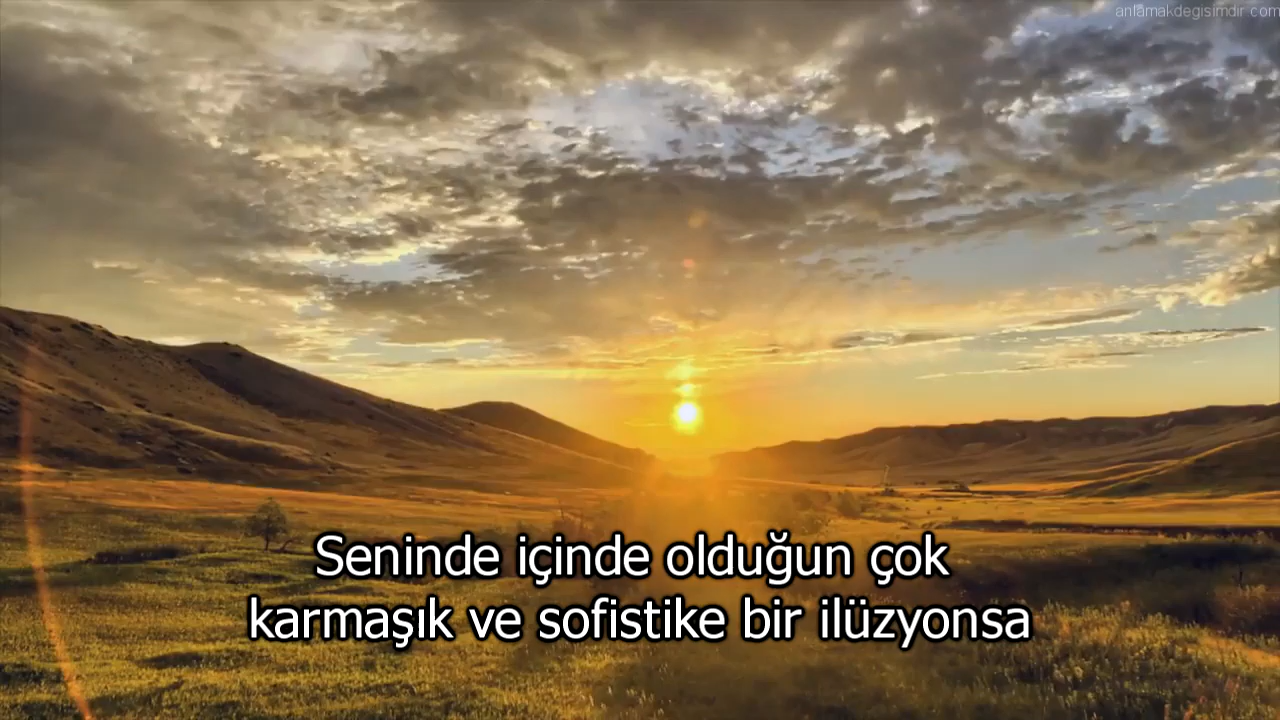 anlamakdegisimdir.com
Seninde içinde olduğun çok
karmaşık ve sofistike bir ilüzyonsa